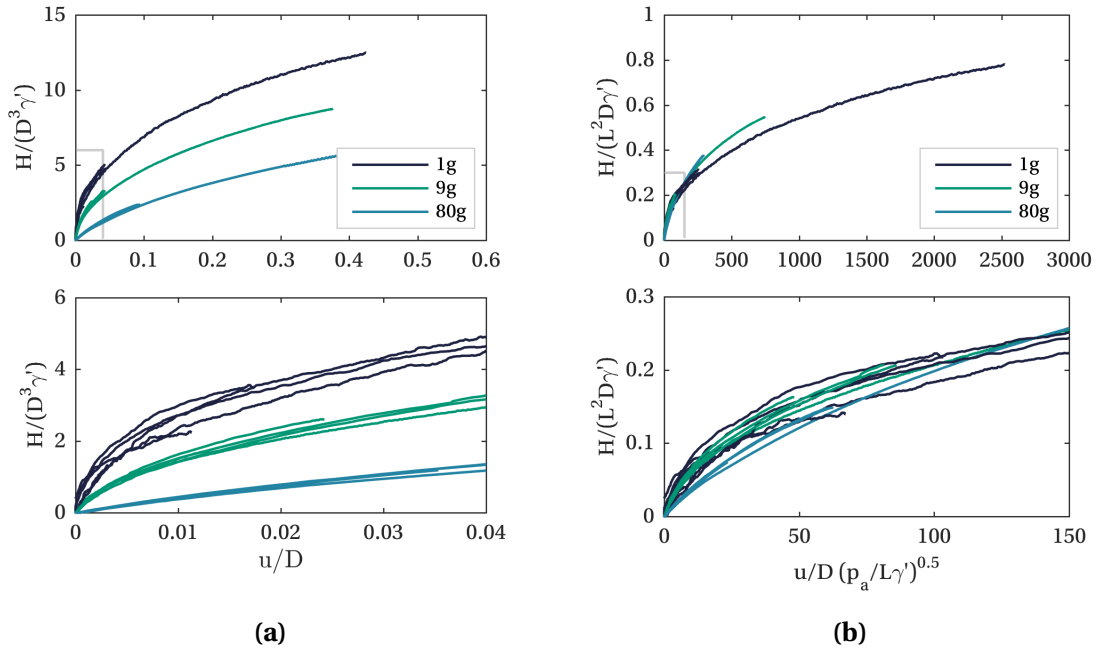 15
10
5
0
H/(D³γ')
1g
9g
80g
0
0.1
0.2
0.3
0.4
0.5
0.6
1
0.8
0.6
0.4
0.2
0
H/(L²Dγ')
1g
9g
80g
0
500
1000
1500
2000
2500
3000
6
4
2
0
H/(D³γ')
0
0.01
0.02
0.03
0.04
u/D
0.3
0.2
0.1
0
H/(L²Dγ')
0
50
100
150
u/D (pₐ/Lγ')⁰·⁵
(a)
(b)